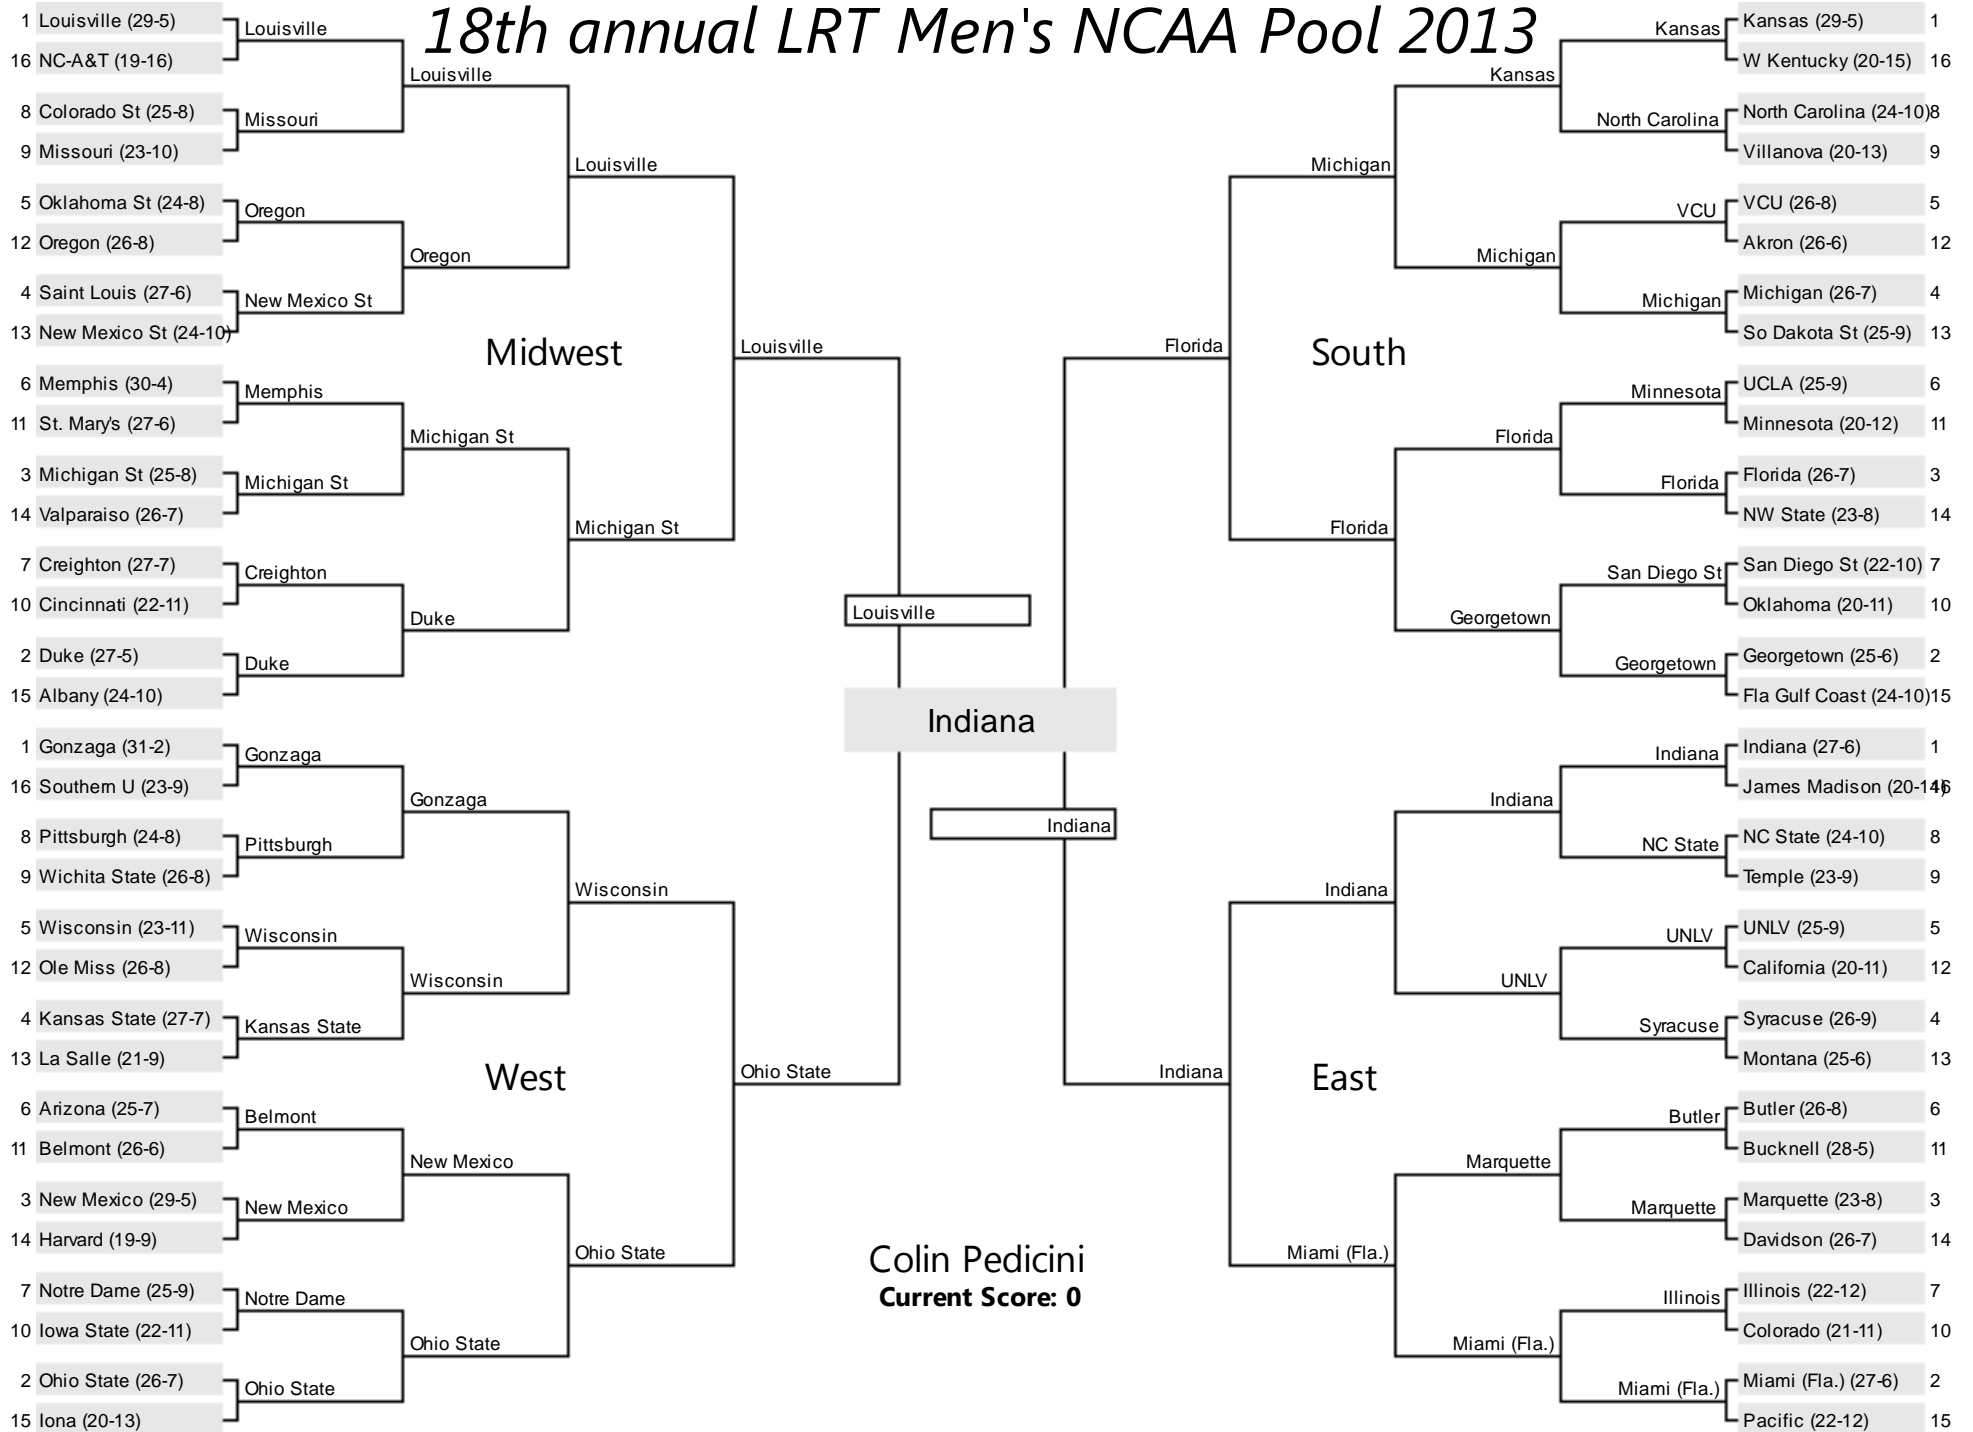 18th annual LRT Men's NCAA Pool 2013
1 Louisville (29-5)
Louisville
16 NC-A&T (19-16)
Louisville
8 Colorado St (25-8)
Missouri
9 Missouri (23-10)
Louisville
5 Oklahoma St (24-8)
Oregon
12 Oregon (26-8)
Oregon
4 Saint Louis (27-6)
New Mexico St
13 New Mexico St (24-10)
Midwest
Louisville
6 Memphis (30-4)
Memphis
11 St. Mary's (27-6)
Michigan St
3 Michigan St (25-8)
Michigan St
14 Valparaiso (26-7)
Michigan St
7 Creighton (27-7)
Creighton
10 Cincinnati (22-11)
Duke
2 Duke (27-5)
Duke
15 Albany (24-10)
1 Gonzaga (31-2)
Gonzaga
16 Southern U (23-9)
Gonzaga
8 Pittsburgh (24-8)
Pittsburgh
9 Wichita State (26-8)
Wisconsin
5 Wisconsin (23-11)
Wisconsin
12 Ole Miss (26-8)
Wisconsin
4 Kansas State (27-7)
Kansas State
13 La Salle (21-9)
West
Ohio State
6 Arizona (25-7)
Belmont
11 Belmont (26-6)
New Mexico
3 New Mexico (29-5)
New Mexico
14 Harvard (19-9)
Ohio State
7 Notre Dame (25-9)
Notre Dame
10 Iowa State (22-11)
Ohio State
2 Ohio State (26-7)
Ohio State
15 Iona (20-13)
Louisville
Indiana
Indiana
Colin Pedicini
Current Score: 0
Kansas (29-5) 1
Kansas
W Kentucky (20-15) 16
Kansas
North Carolina (24-10) 8
North Carolina
Villanova (20-13) 9
Michigan
VCU (26-8) 5
VCU
Akron (26-6) 12
Michigan
Michigan (26-7) 4
Michigan
So Dakota St (25-9) 13
South
Florida
UCLA (25-9) 6
Minnesota
Minnesota (20-12) 11
Florida
Florida (26-7) 3
Florida
NW State (23-8) 14
Florida
San Diego St (22-10) 7
San Diego St
Oklahoma (20-11) 10
Georgetown
Georgetown (25-6) 2
Georgetown
Fla Gulf Coast (24-10) 15
Indiana (27-6) 1
Indiana
James Madison (20-14) 16
Indiana
NC State (24-10) 8
NC State
Temple (23-9) 9
Indiana
UNLV (25-9) 5
UNLV
California (20-11) 12
UNLV
Syracuse (26-9) 4
Syracuse
Montana (25-6) 13
East
Indiana
Butler (26-8) 6
Butler
Bucknell (28-5) 11
Marquette
Marquette (23-8) 3
Marquette
Davidson (26-7) 14
Miami (Fla.)
Illinois (22-12) 7
Illinois
Colorado (21-11) 10
Miami (Fla.)
Miami (Fla.) (27-6) 2
Miami (Fla.)
Pacific (22-12) 15